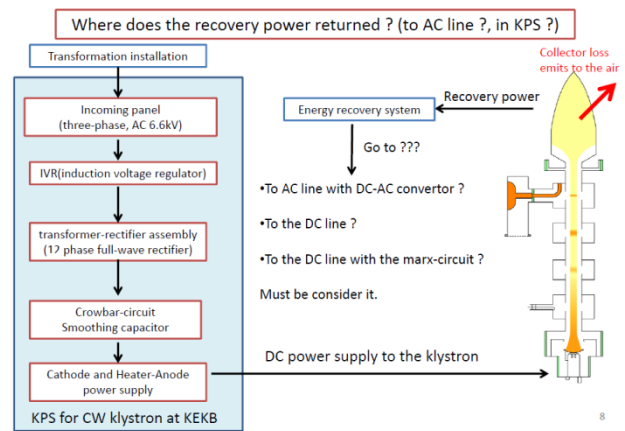 Where does the recovery power returned ? (to AC line ?, in KPS ?)
Transformation installation
Incoming panel
(three-phase, AC 6.6kV)
IVR(induction voltage regulator)
transformer-rectifier assembly
(12 phase full-wave rectifier)
Crowbar-circuit
Smoothing capacitor
Cathode and Heater-Anode
power supply
KPS for CW klystron at KEKB
Energy recovery system
Recovery power
Go to ???
•To AC line with DC-AC convertor ?
•To the DC line ?
•To the DC line with the marx-circuit ?
Must be consider it.
DC power supply to the klystron
Collector loss
emits to the air
8